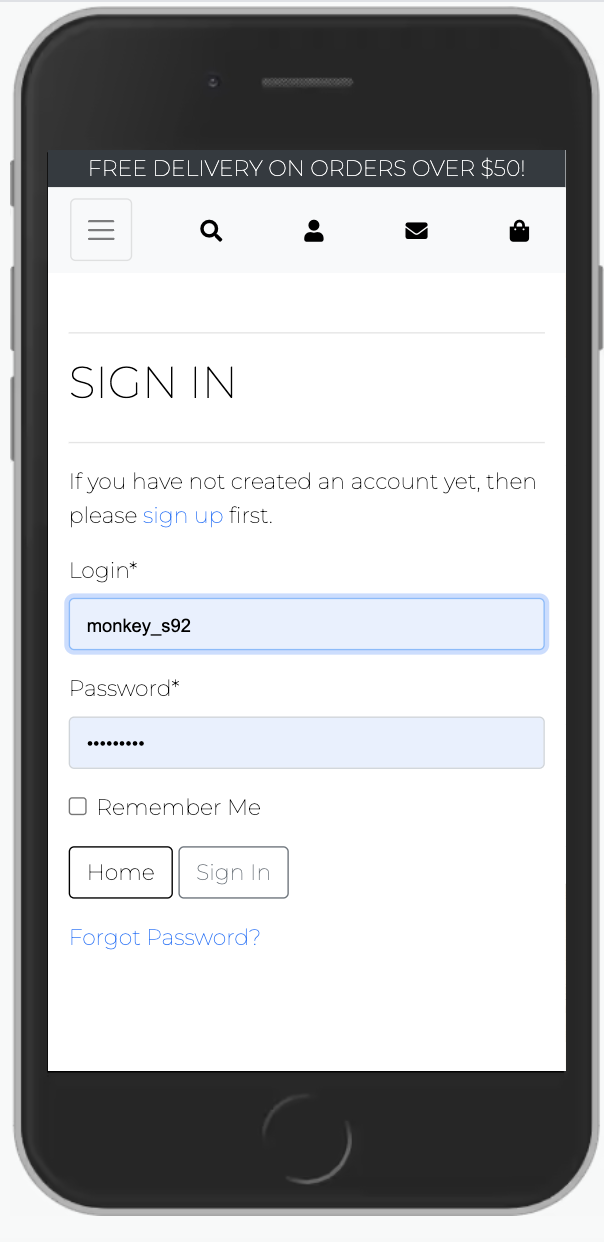 FREE DELIVERY ON ORDERS OVER $50!
SIGN IN
If you have not created an account yet, then
please sign up first.
Login*
monkey_s92
Password*
•••••••••
Remember Me
Home Sign In
Forgot Password?